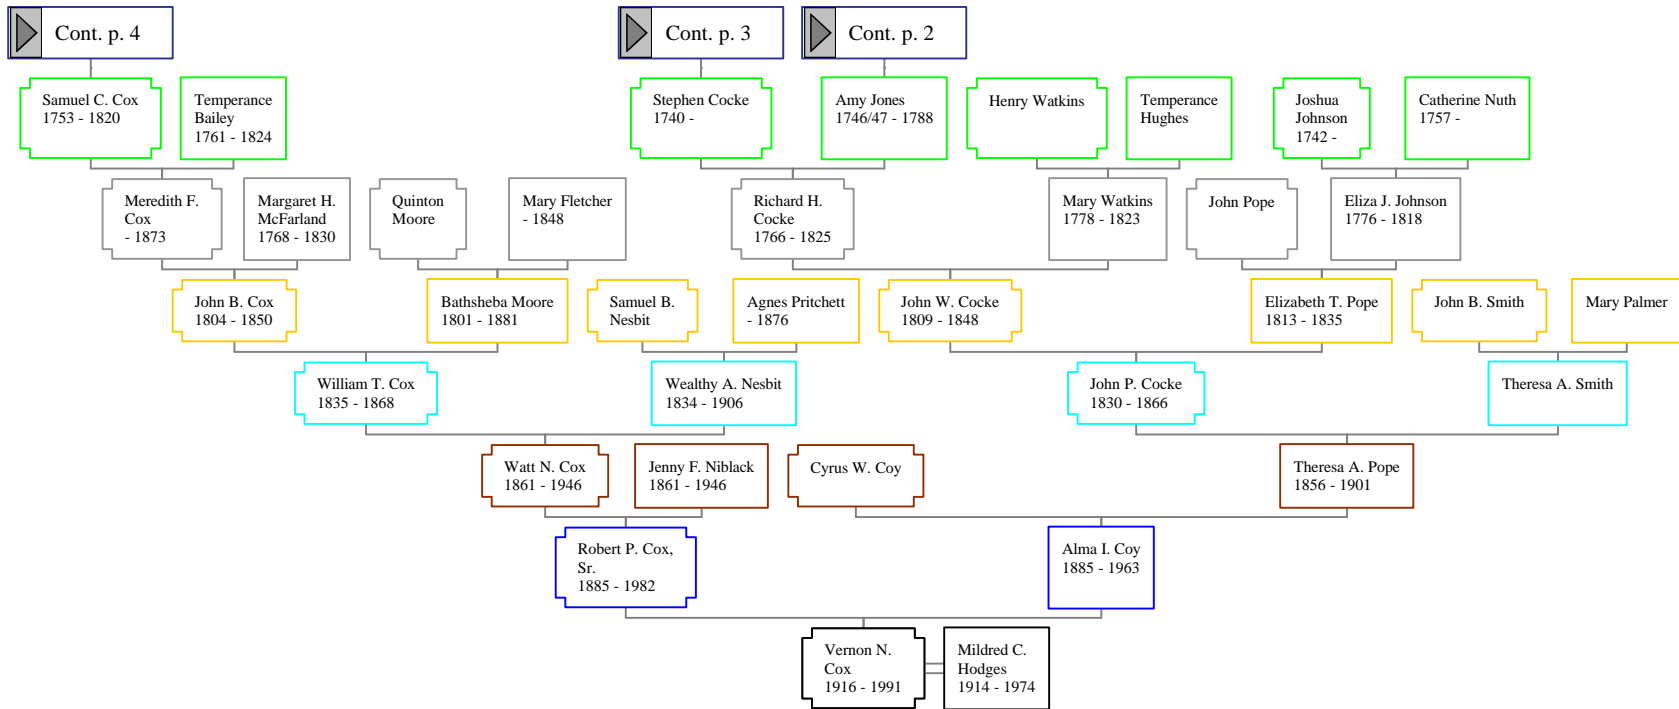 Cont. p. 4
Cont. p. 3
Cont. p. 2
Samuel C. Cox
1753 - 1820
Temperance
Bailey
1761 - 1824
Stephen Cocke
1740 -
Amy Jones
1746/47 - 1788
Henry Watkins
Temperance
Hughes
Joshua
Johnson
1742 -
Catherine Nuth
1757 -
Meredith F.
Cox
- 1873
Margaret H.
McFarland
1768 - 1830
Quinton
Moore
Mary Fletcher
- 1848
Richard H.
Cocke
1766 - 1825
Mary Watkins
1778 - 1823
John Pope
Eliza J. Johnson
1776 - 1818
John B. Cox
1804 - 1850
Bathsheba Moore
1801 - 1881
Samuel B.
Nesbit
Agnes Pritchett
- 1876
John W. Cocke
1809 - 1848
Elizabeth T. Pope
1813 - 1835
John B. Smith
Mary Palmer
William T. Cox
1835 - 1868
Wealthy A. Nesbit
1834 - 1906
John P. Cocke
1830 - 1866
Theresa A. Smith
Watt N. Cox
1861 - 1946
Jenny F. Niblack
1861 - 1946
Cyrus W. Coy
Theresa A. Pope
1856 - 1901
Robert P. Cox,
Sr.
1885 - 1982
Alma I. Coy
1885 - 1963
Vernon N.
Cox
1916 - 1991
Mildred C.
Hodges
1914 - 1974